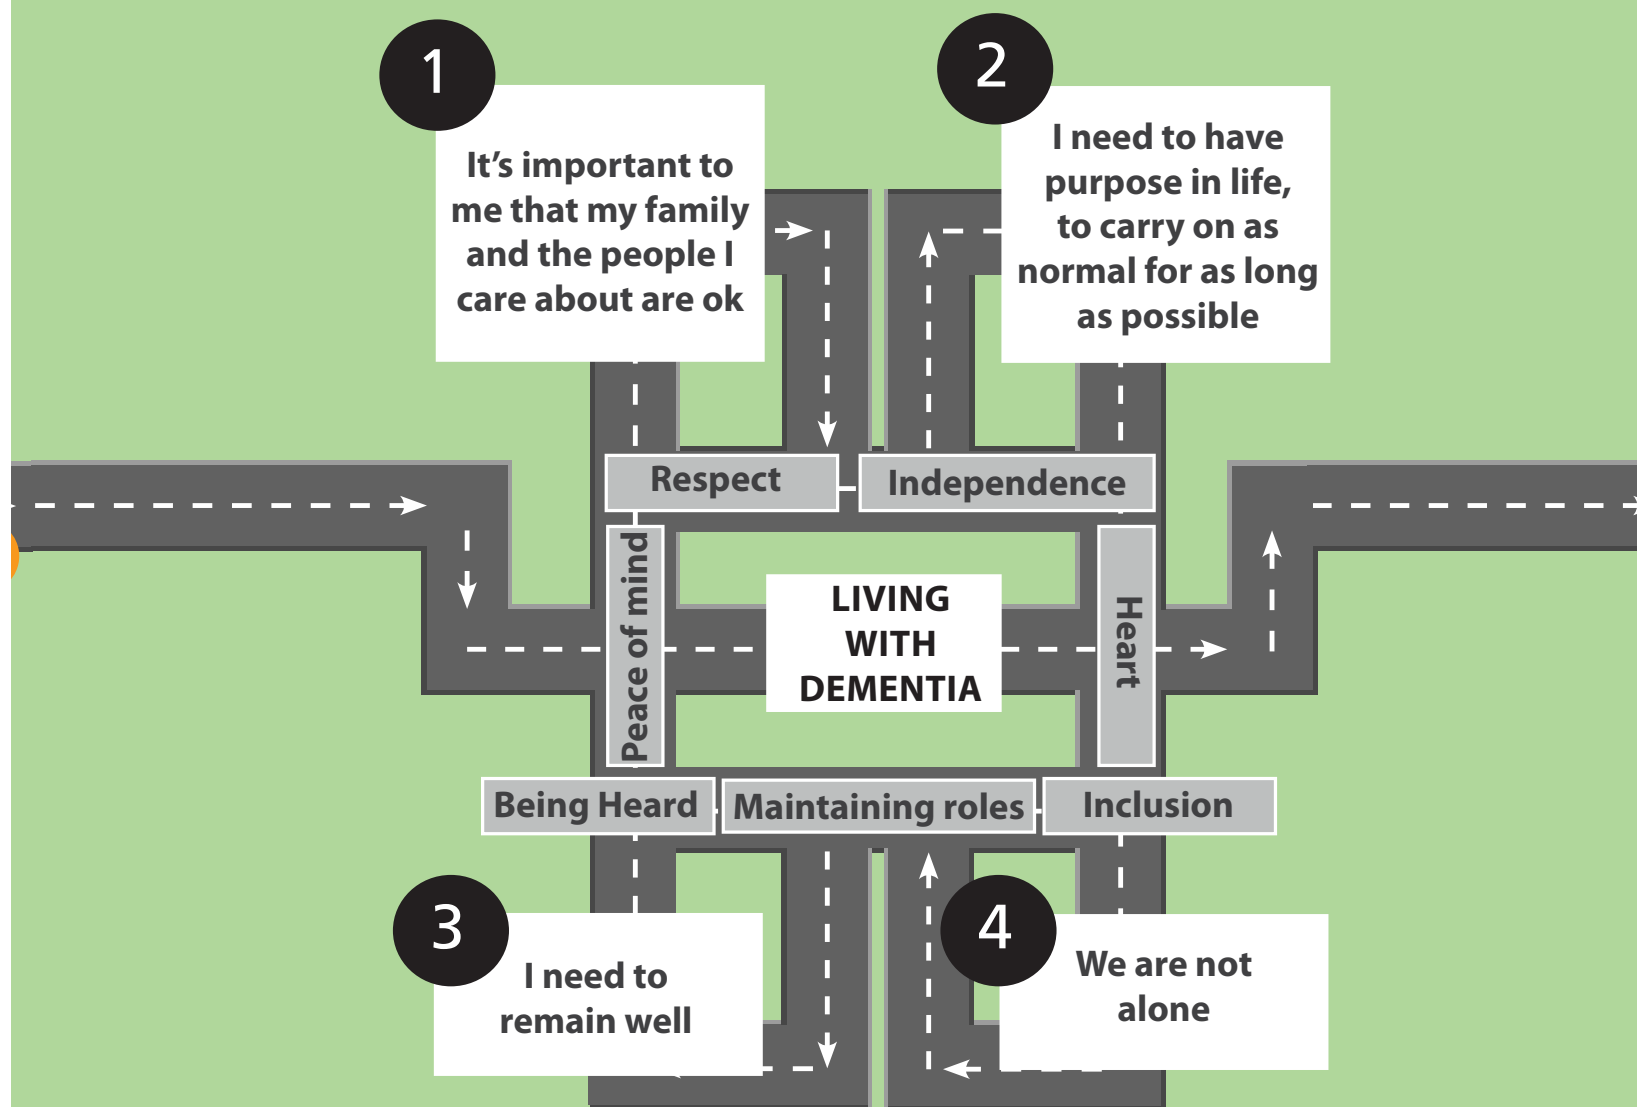 1
It’s important to
me that my family
and the people I
care about are ok
2
I need to have
purpose in life,
to carry on as
normal for as long
as possible
Respect
Independence
Peace of mind
LIVING
WITH
DEMENTIA
Heart
Being Heard
Maintaining roles
Inclusion
3
I need to
remain well
4
We are not
alone